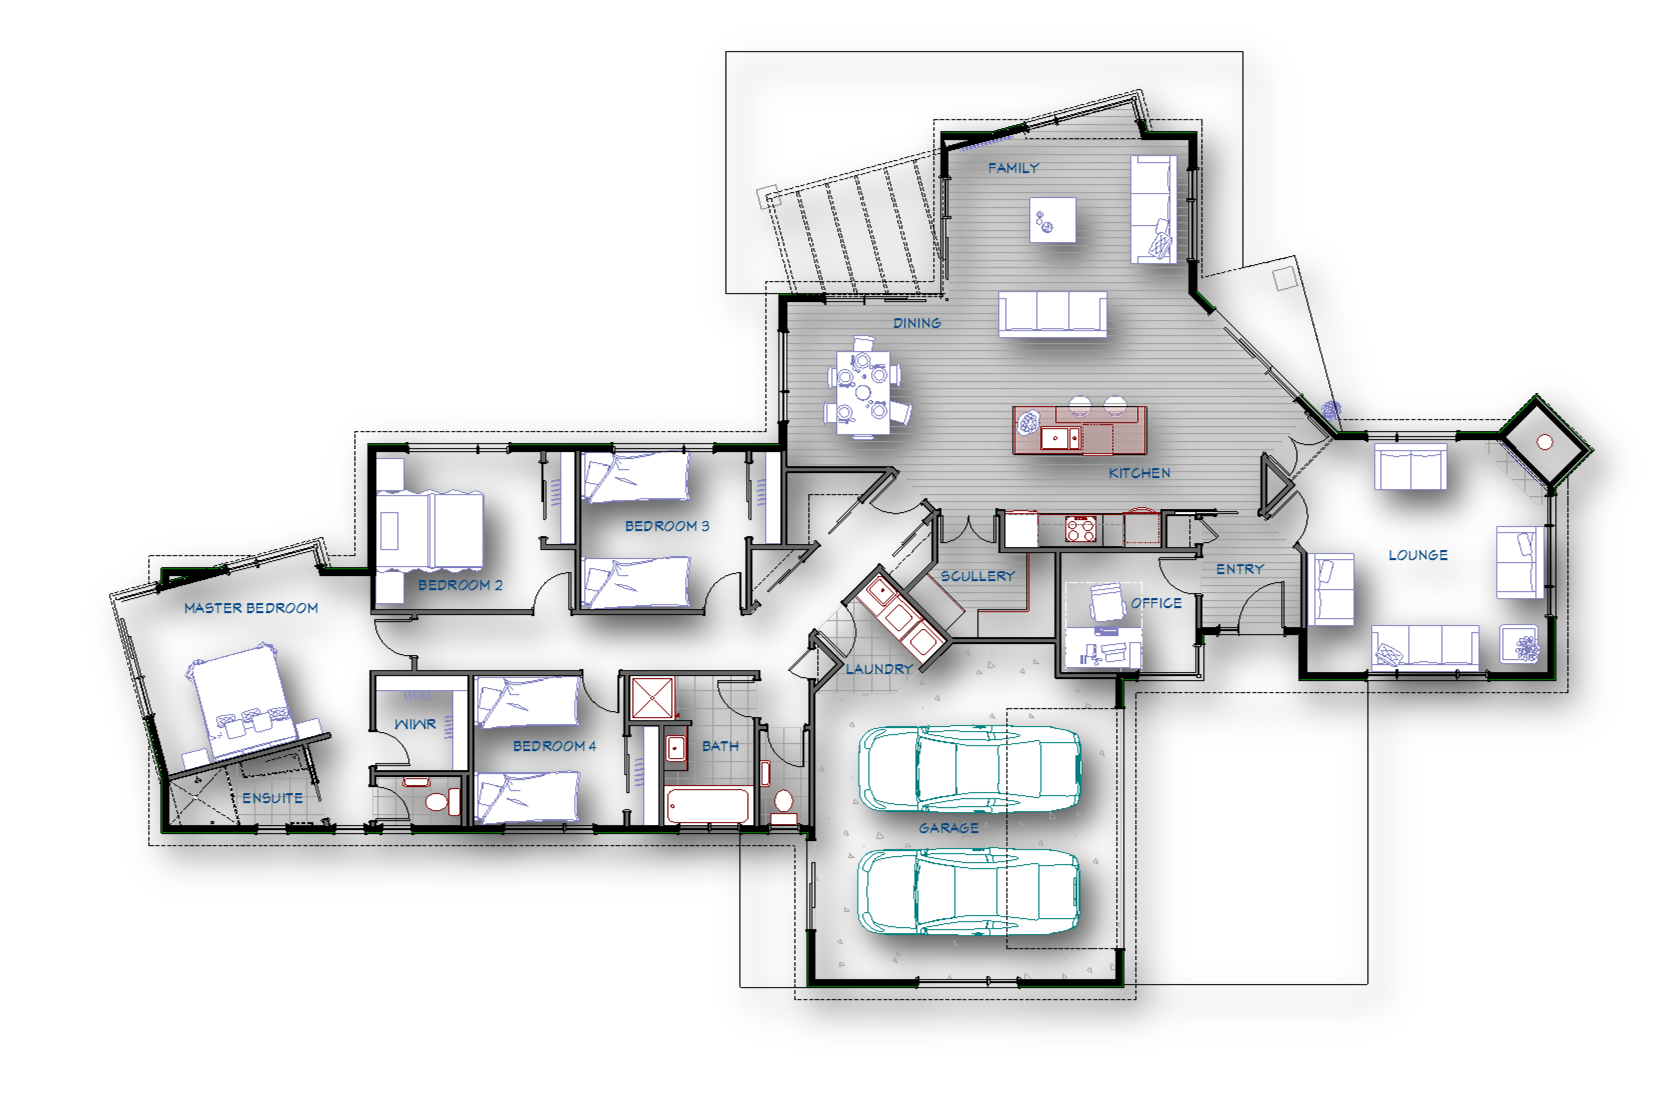 FAMILY
DINING
KITCHEN
BEDROOM 3
LOUNGE
ENTRY
SCULLERY
BEDROOM 2
OFFICE
MASTER BEDROOM
LAUNDRY
WIWR
BEDROOM 4
BATH
ENSUITE
GARAGE